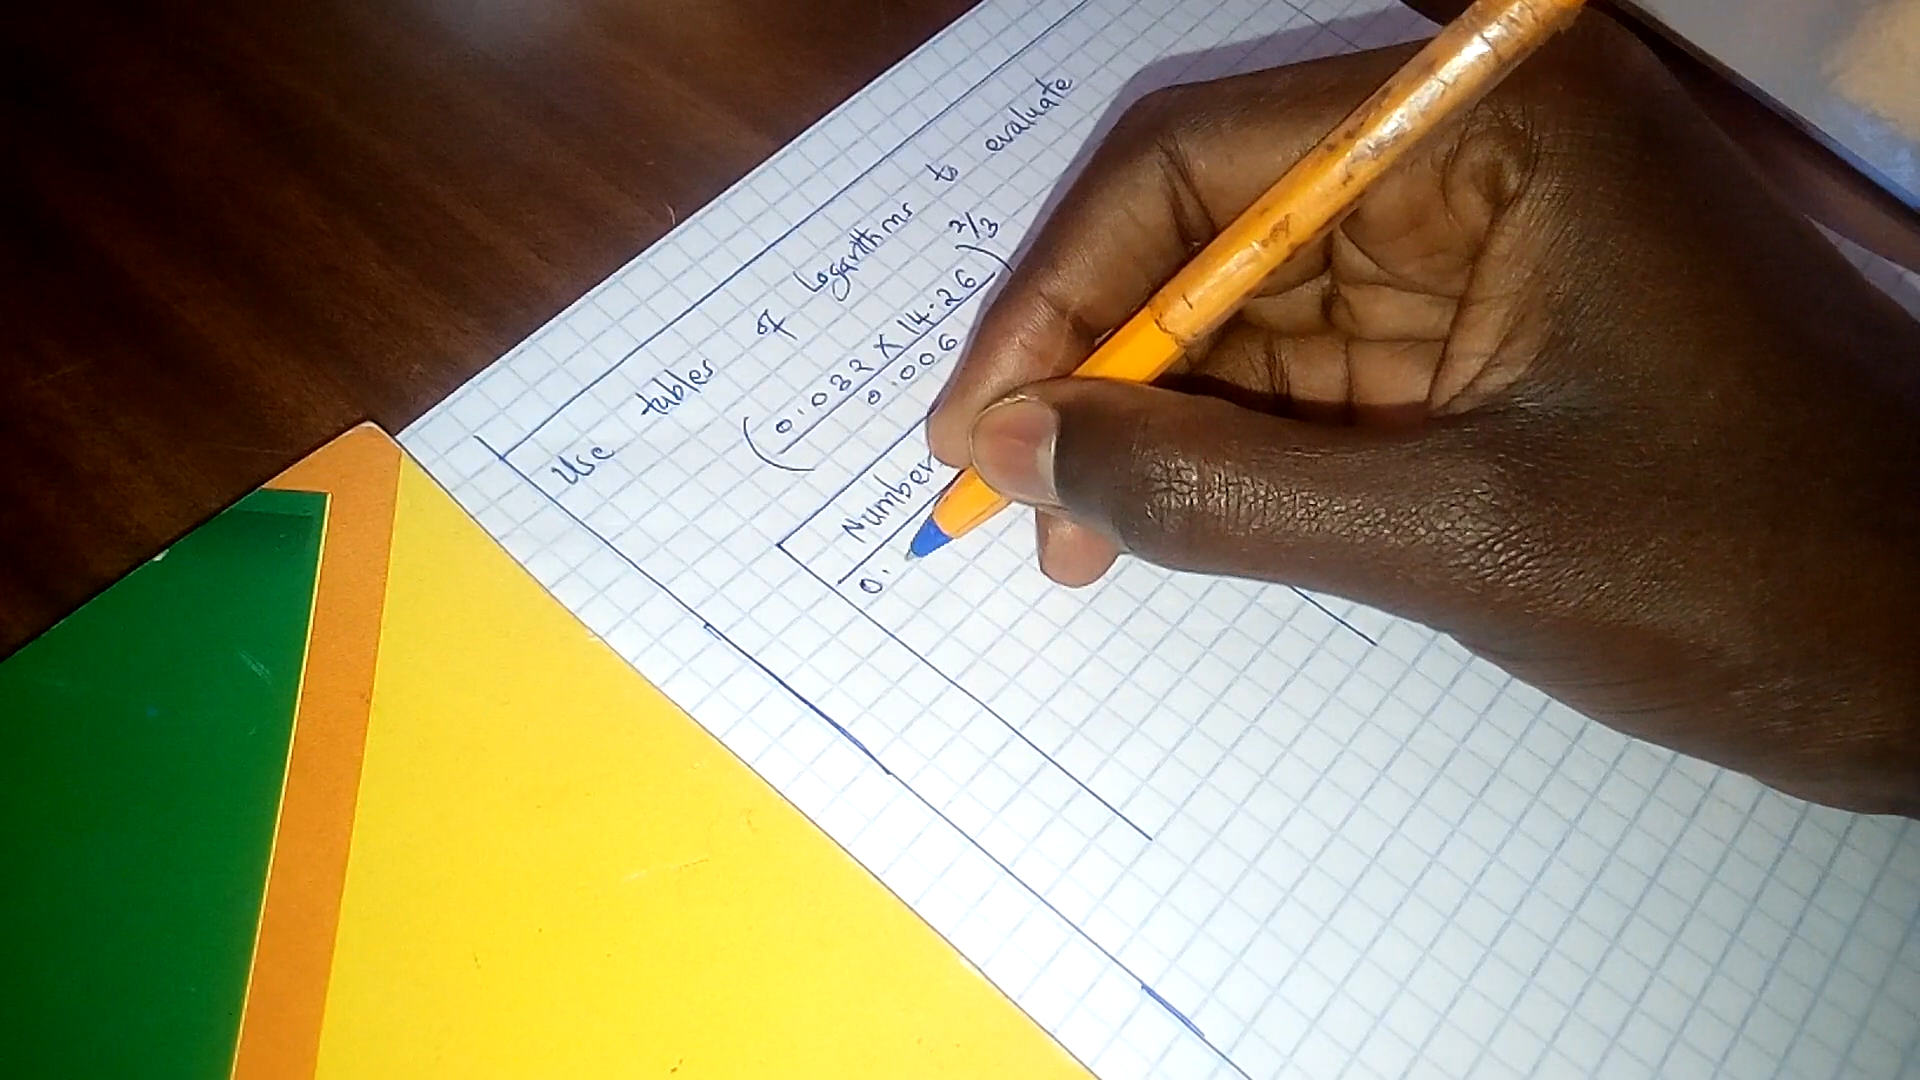 Use tables of Logarithms to evaluate
(0.032 X 14.26 / 0.006)^2/3
Number
0.